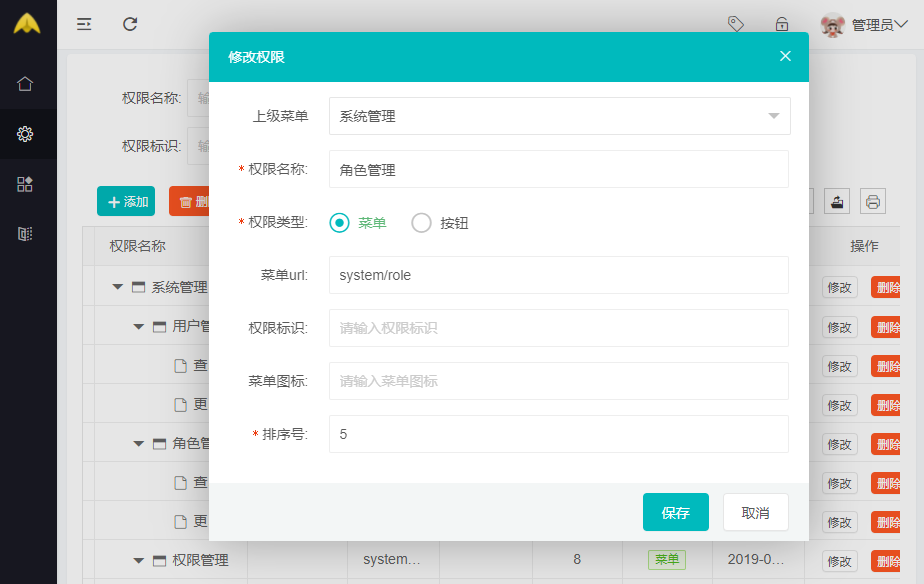 管理员
修改权限
权限名称:
权限标识:
上级菜单 系统管理
* 权限名称: 角色管理
* 权限类型: 菜单 按钮
菜单url: system/role
权限标识: 请输入权限标识
菜单图标: 请输入菜单图标
* 排序号: 5
保存 取消
添加 删
权限名称 操作
系统管理 修改 删除
用户管 修改 删除
查 修改 删除
更 修改 删除
角色管 修改 删除
查 修改 删除
更 修改 删除
权限管理 system... 8 菜单 2019-0... 修改 删除